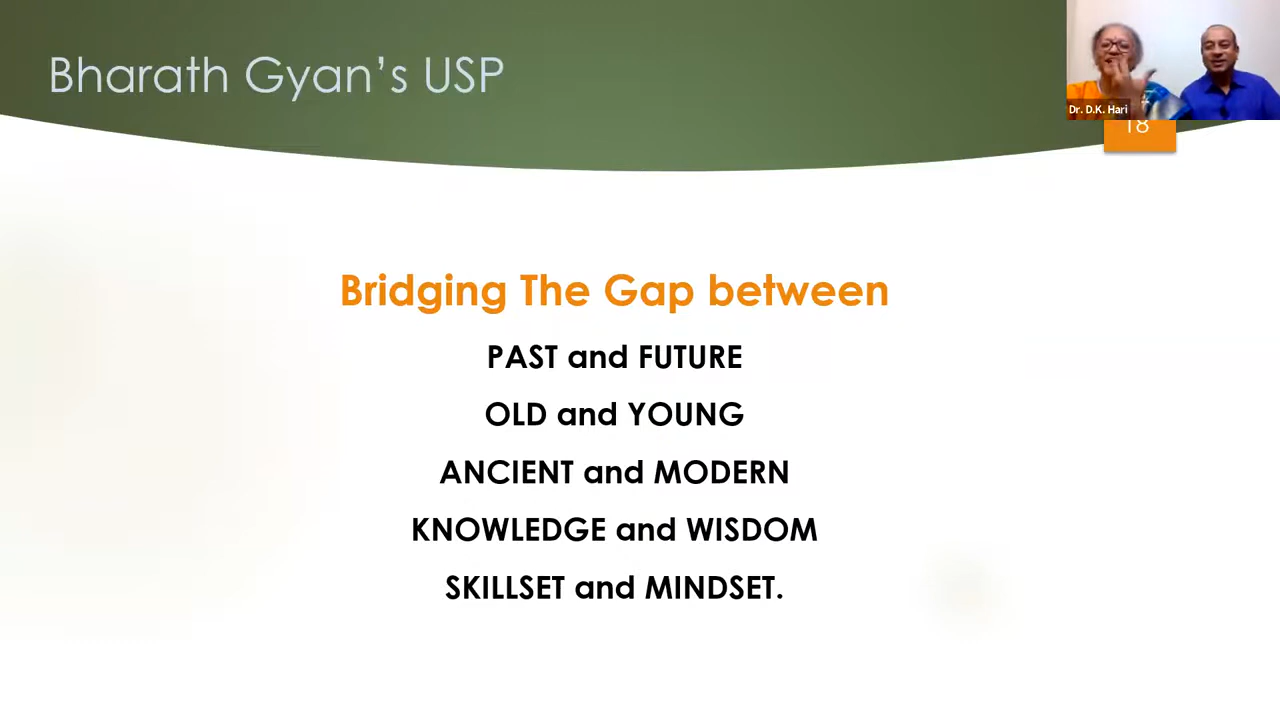 Bharath Gyan's USP
Dr. D.K. Hari
18
Bridging The Gap between
PAST and FUTURE
OLD and YOUNG
ANCIENT and MODERN
KNOWLEDGE and WISDOM
SKILLSET and MINDSET.